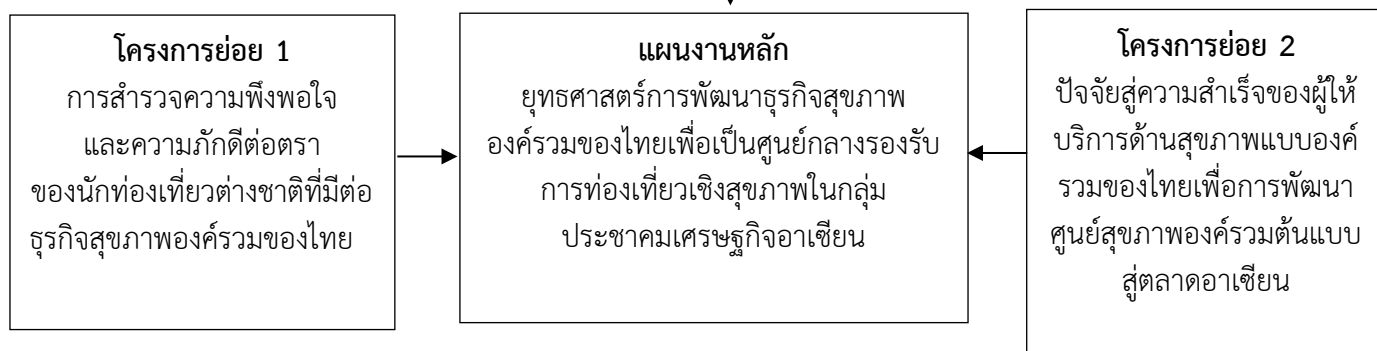 โครงการย่อย 1
การสำรวจความพึงพอใจ
และความภักดีต่อตรา
ของนักท่องเที่ยวต่างชาติที่มีต่อ
ธุรกิจสุขภาพองค์รวมของไทย
แผนงานหลัก
ยุทธศาสตร์การพัฒนาธุรกิจสุขภาพ
องค์รวมของไทยเพื่อเป็นศูนย์กลางรองรับ
การท่องเที่ยวเชิงสุขภาพในกลุ่ม
ประชาคมเศรษฐกิจอาเซียน
โครงการย่อย 2
ปัจจัยสู่ความสำเร็จของผู้ให้
บริการด้านสุขภาพแบบองค์
รวมของไทยเพื่อการพัฒนา
ศูนย์สุขภาพองค์รวมต้นแบบ
สู่ตลาดอาเซียน